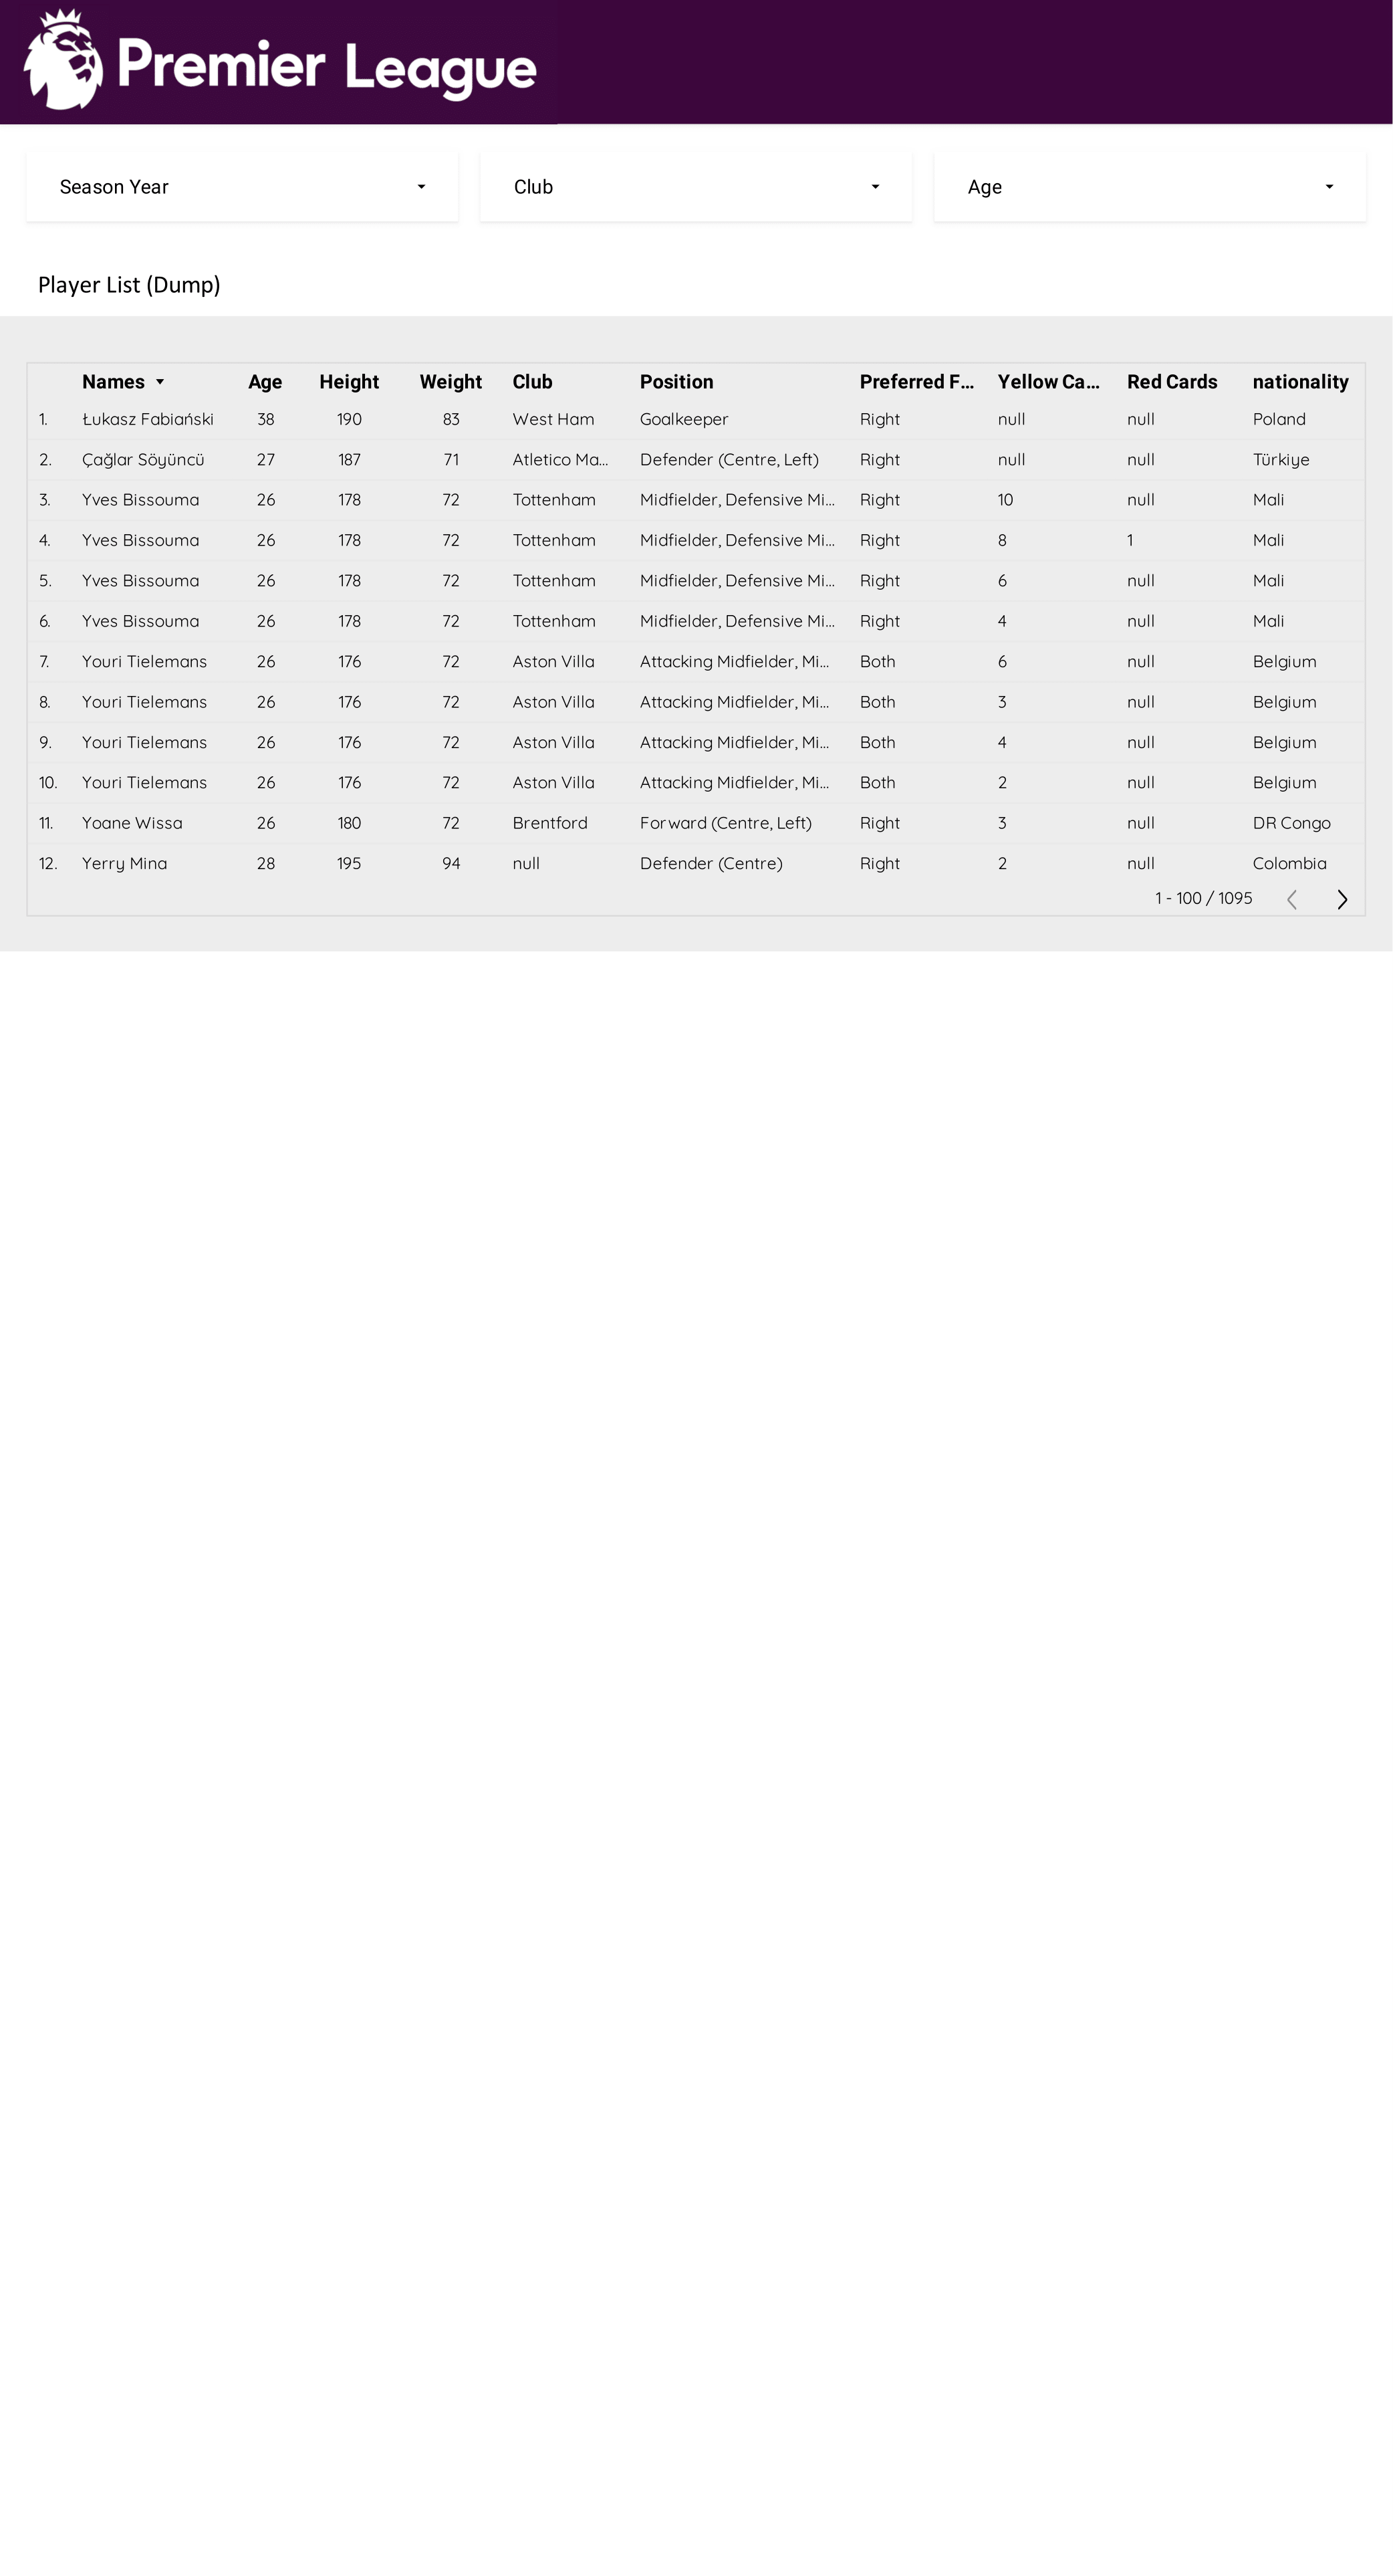 Premier League
Season Year Club Age
Player List (Dump)
Names Age Height Weight Club Position Preferred F... Yellow Ca... Red Cards nationality
1. Łukasz Fabiański 38 190 83 West Ham Goalkeeper Right null null Poland
2. Çağlar Söyüncü 27 187 71 Atletico Ma... Defender (Centre, Left) Right null null Türkiye
3. Yves Bissouma 26 178 72 Tottenham Midfielder, Defensive Mi... Right 10 null Mali
4. Yves Bissouma 26 178 72 Tottenham Midfielder, Defensive Mi... Right 8 1 Mali
5. Yves Bissouma 26 178 72 Tottenham Midfielder, Defensive Mi... Right 6 null Mali
6. Yves Bissouma 26 178 72 Tottenham Midfielder, Defensive Mi... Right 4 null Mali
7. Youri Tielemans 26 176 72 Aston Villa Attacking Midfielder, Mi... Both 6 null Belgium
8. Youri Tielemans 26 176 72 Aston Villa Attacking Midfielder, Mi... Both 3 null Belgium
9. Youri Tielemans 26 176 72 Aston Villa Attacking Midfielder, Mi... Both 4 null Belgium
10. Youri Tielemans 26 176 72 Aston Villa Attacking Midfielder, Mi... Both 2 null Belgium
11. Yoane Wissa 26 180 72 Brentford Forward (Centre, Left) Right 3 null DR Congo
12. Yerry Mina 28 195 94 null Defender (Centre) Right 2 null Colombia
1 - 100 / 1095